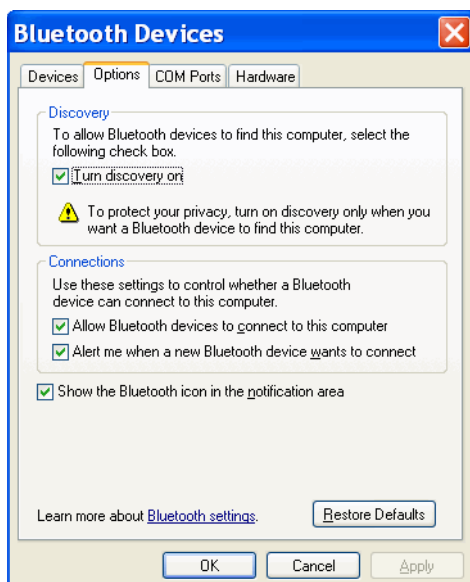 Bluetooth Devices
Devices Options COM Ports Hardware
Discovery
To allow Bluetooth devices to find this computer, select the
following check box.
Turn discovery on
To protect your privacy, turn on discovery only when you
want a Bluetooth device to find this computer.
Connections
Use these settings to control whether a Bluetooth
device can connect to this computer.
Allow Bluetooth devices to connect to this computer
Alert me when a new Bluetooth device wants to connect
Show the Bluetooth icon in the notification area
Learn more about Bluetooth settings. Restore Defaults
OK Cancel Apply